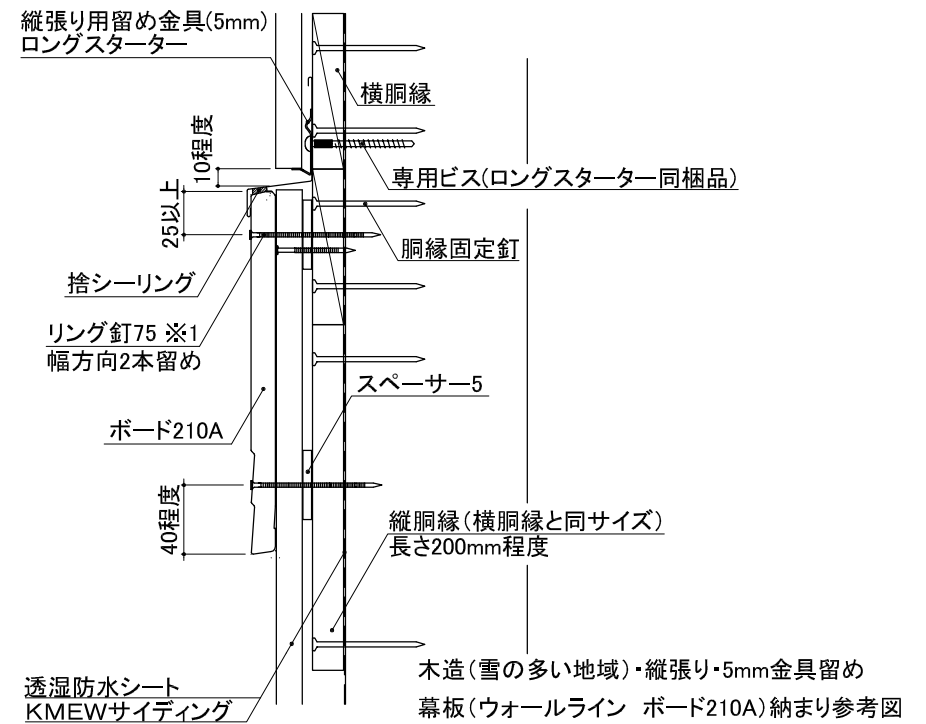 縦張り用留め金具(5mm)
ロングスターター
横胴縁
10程度
専用ビス(ロングスターター同梱品)
25以上
胴縁固定釘
捨シーリング
リング釘75 ※1
幅方向2本留め
スペーサー5
ボード210A
40程度
縦胴縁(横胴縁と同サイズ)
長さ200mm程度
透湿防水シート
KMEWサイディング
木造(雪の多い地域)・縦張り・5mm金具留め
幕板(ウォールライン ボード210A)納まり参考図